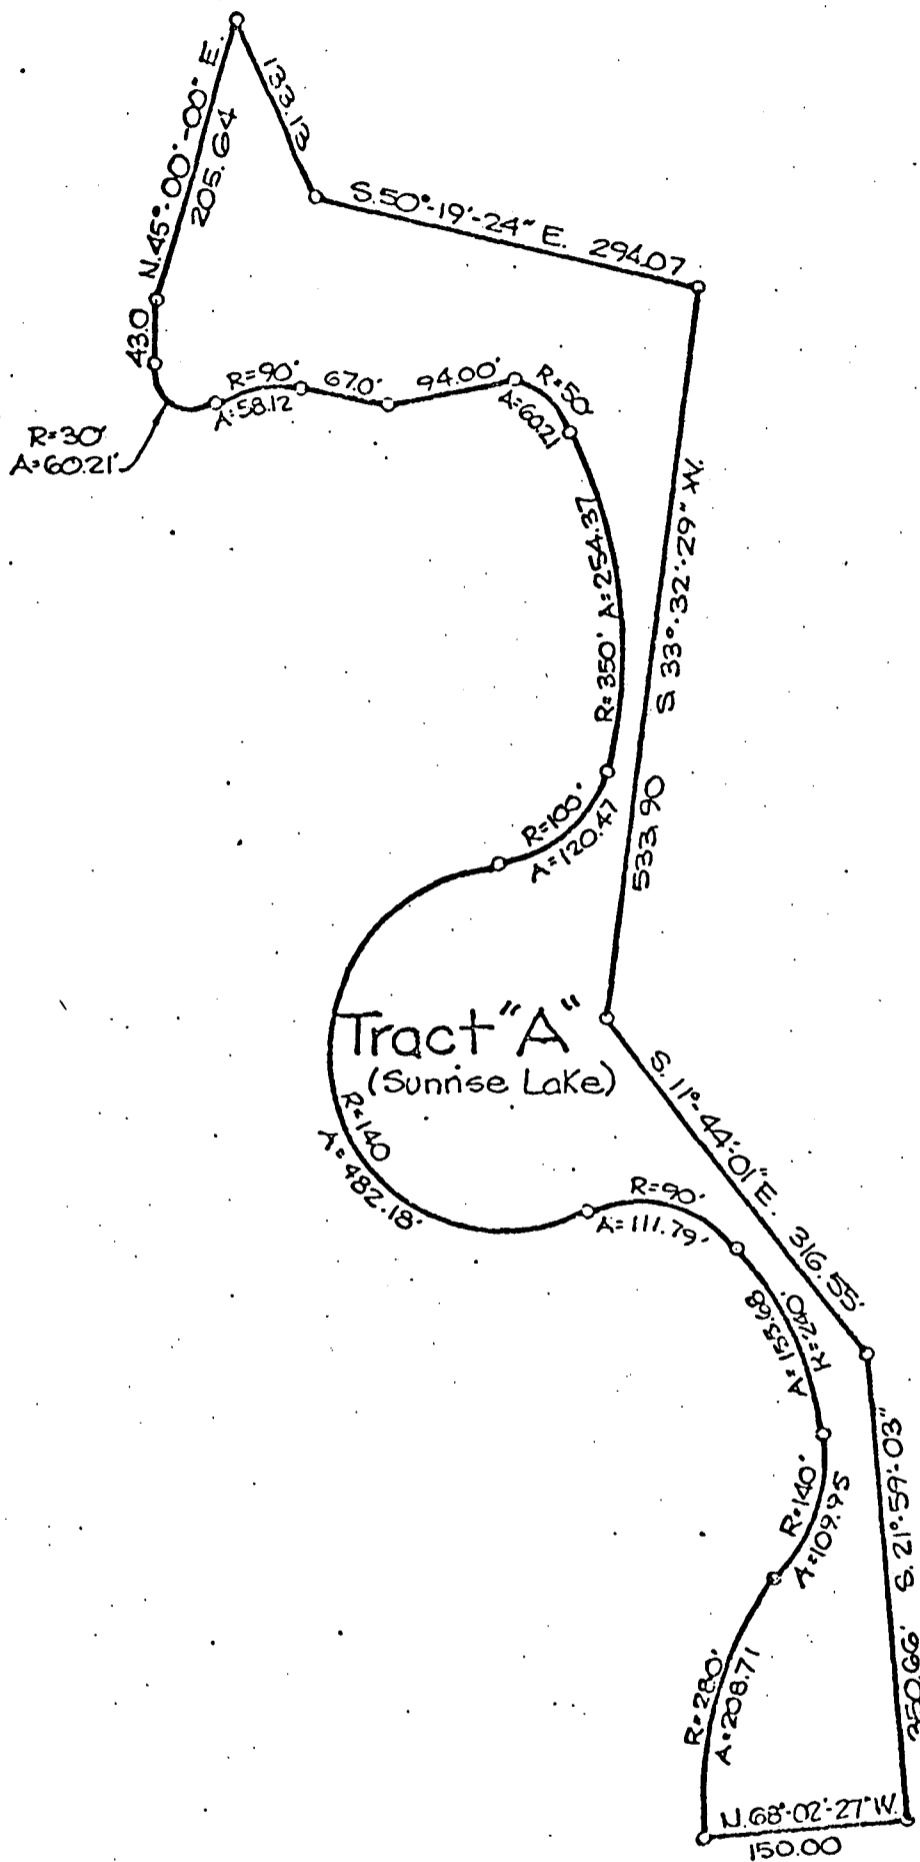 N. 45°-00'-00" E.
205.64
133.13
S. 50°-19'-24" E. 294.07
43.0
R=30'
A=60.21'
R=90'
A=58.12
67.0'
94.00'
R=50'
A=60.21
R=350' A=254.37
S. 33°-32'-29" W.
533.90
R=100'
A=120.47
Tract "A"
(Sunrise Lake)
R=140
A=482.18'
S. 11°-44'-01" E. 316.55'
R=90'
A=111.79'
R=240'
A=153.68
R=140'
A=109.95
250.66' S. 21°-59'-03"
R=280'
A=208.71
N. 68°-02'-27" W.
150.00